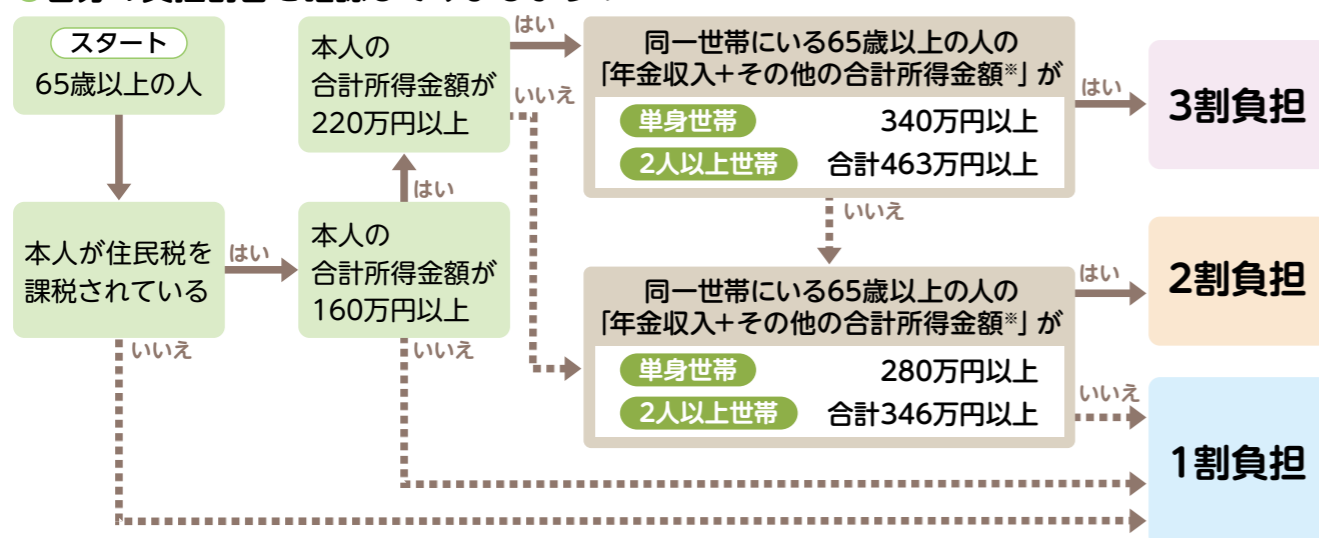 スタート
65歳以上の人
本人が住民税を
課税されている
はい
いいえ
本人の
合計所得金額が
160万円以上
はい
いいえ
本人の
合計所得金額が
220万円以上
はい
いいえ
同一世帯にいる65歳以上の人の
「年金収入+その他の合計所得金額※」が
単身世帯 340万円以上
2人以上世帯 合計463万円以上
はい
いいえ
同一世帯にいる65歳以上の人の
「年金収入+その他の合計所得金額※」が
単身世帯 280万円以上
2人以上世帯 合計346万円以上
はい
いいえ
3割負担
2割負担
1割負担